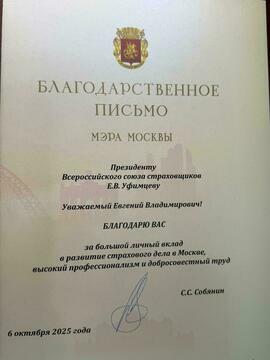 БЛАГОДАРСТВЕННОЕ
ПИСЬМО
МЭРА МОСКВЫ
Президенту
Всероссийского союза страховщиков
Е.В. Уфимцеву
Уважаемый Евгений Владимирович!
БЛАГОДАРЮ ВАС
за большой личный вклад
в развитие страхового дела в Москве,
высокий профессионализм и добросовестный труд
С.С. Собянин
6 октября 2025 года